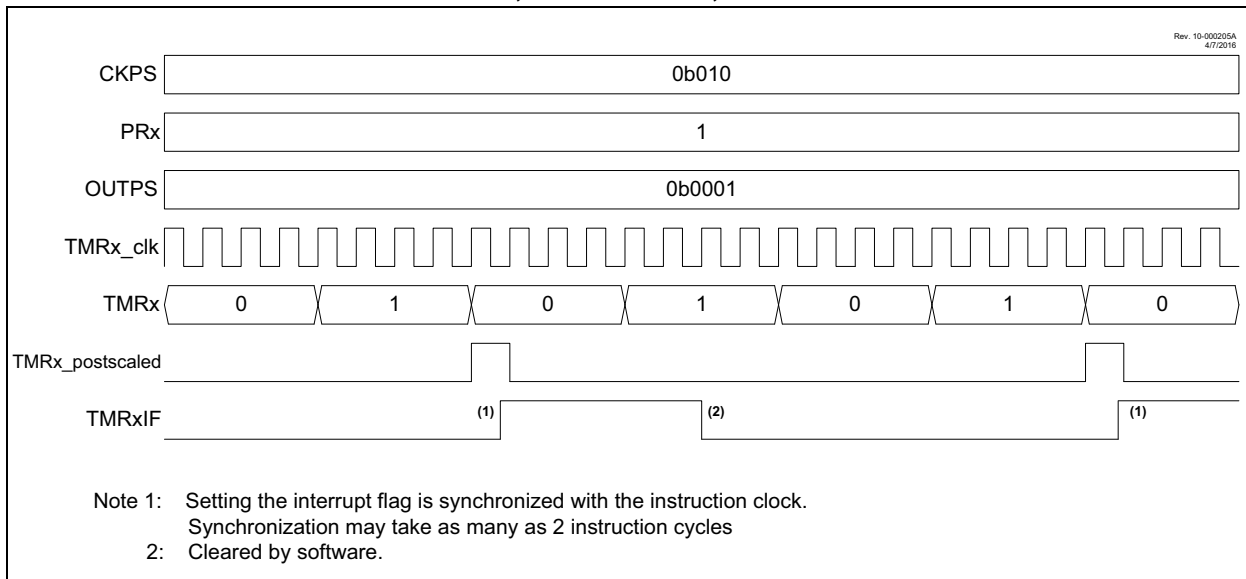 Rev. 10-000205A
4/7/2016
CKPS 0b010
PRx 1
OUTPS 0b0001
TMRx_clk
TMRx 0 1 0 1 0 1 0
TMRx_postscaled
TMRxIF (1) (2) (1)
Note 1: Setting the interrupt flag is synchronized with the instruction clock.
Synchronization may take as many as 2 instruction cycles
2: Cleared by software.